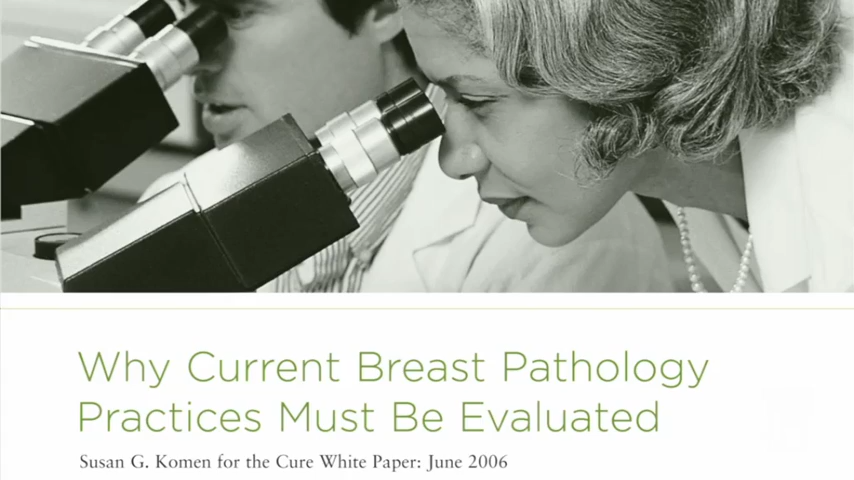 Why Current Breast Pathology
Practices Must Be Evaluated
Susan G. Komen for the Cure White Paper: June 2006